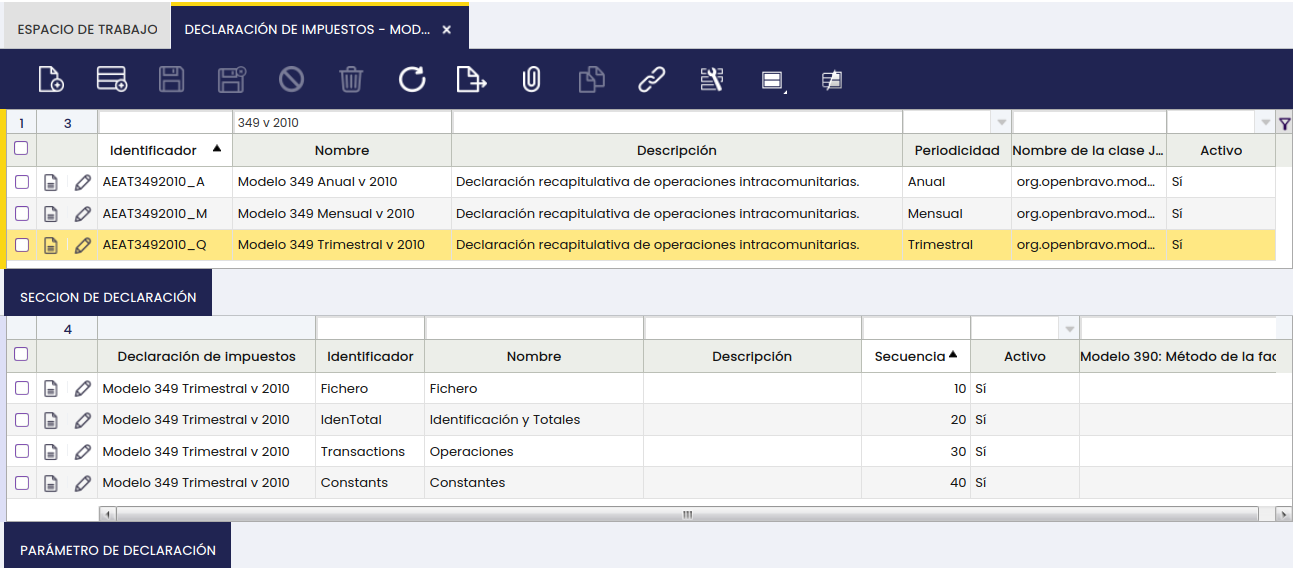 ESPACIO DE TRABAJO DECLARACIÓN DE IMPUESTOS - MOD... ×
1 3 349 v 2010
Identificador ▲ Nombre Descripción Periodicidad Nombre de la clase J... Activo
AEAT3492010_A Modelo 349 Anual v 2010 Declaración recapitulativa de operaciones intracomunitarias. Anual org.openbravo.mod... Sí
AEAT3492010_M Modelo 349 Mensual v 2010 Declaración recapitulativa de operaciones intracomunitarias. Mensual org.openbravo.mod... Sí
AEAT3492010_Q Modelo 349 Trimestral v 2010 Declaración recapitulativa de operaciones intracomunitarias. Trimestral org.openbravo.mod... Sí
SECCION DE DECLARACIÓN
4
Declaración de Impuestos Identificador Nombre Descripción Secuencia ▲ Activo Modelo 390: Método de la fac
Modelo 349 Trimestral v 2010 Fichero Fichero 10 Sí
Modelo 349 Trimestral v 2010 IdenTotal Identificación y Totales 20 Sí
Modelo 349 Trimestral v 2010 Transactions Operaciones 30 Sí
Modelo 349 Trimestral v 2010 Constants Constantes 40 Sí
PARÁMETRO DE DECLARACIÓN